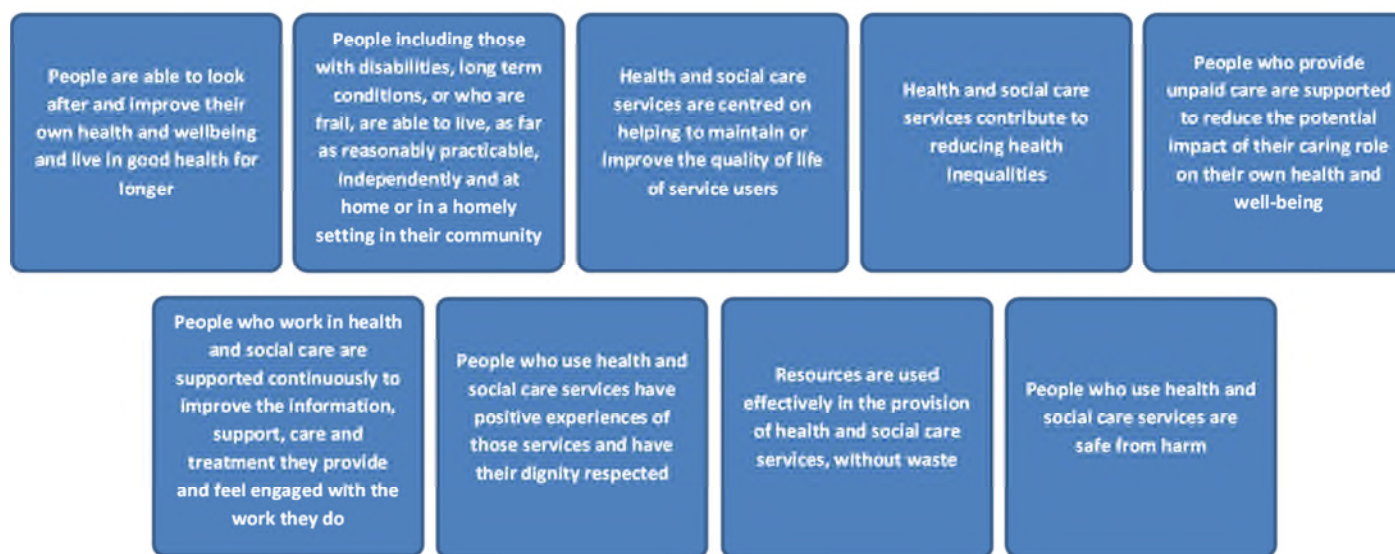 People are able to look
after and improve their
own health and wellbeing
and live in good health for
longer
People including those
with disabilities, long term
conditions, or who are
frail, are able to live, as far
as reasonably practicable,
independently and at
home or in a homely
setting in their community
Health and social care
services are centred on
helping to maintain or
improve the quality of life
of service users
Health and social care
services contribute to
reducing health
inequalities
People who provide
unpaid care are supported
to reduce the potential
impact of their caring role
on their own health and
well-being
People who work in health
and social care are
supported continuously to
improve the information,
support, care and
treatment they provide
and feel engaged with the
work they do
People who use health and
social care services have
positive experiences of
those services and have
their dignity respected
Resources are used
effectively in the provision
of health and social care
services, without waste
People who use health and
social care services are
safe from harm